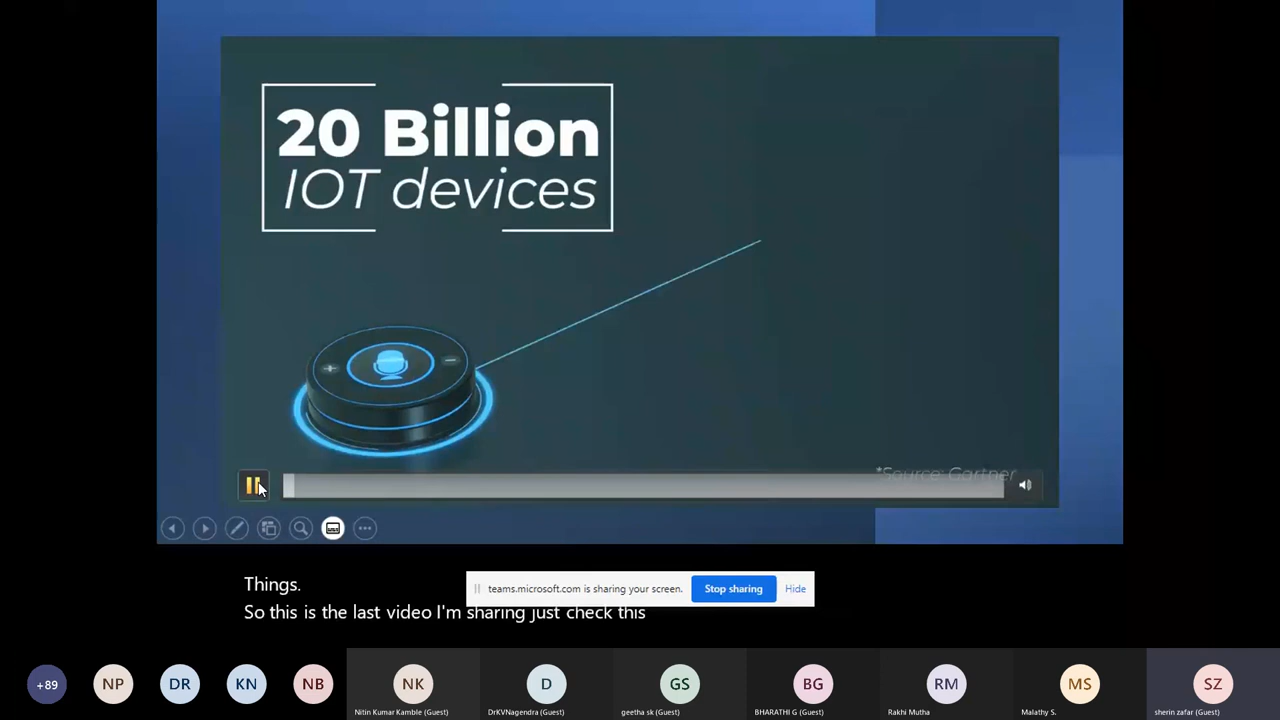 20 Billion
IOT devices
*Source: Gartner
Things.
So this is the last video I'm sharing just check this
teams.microsoft.com is sharing your screen.
Stop sharing
Hide
+89
NP
DR
KN
NB
NK
D
GS
BG
RM
MS
SZ
Nitin Kumar Kamble (Guest)
DrKVNagendra (Guest)
geetha sk (Guest)
BHARATHI G (Guest)
Rakhi Mutha
Malathy S.
sherin zafar (Guest)